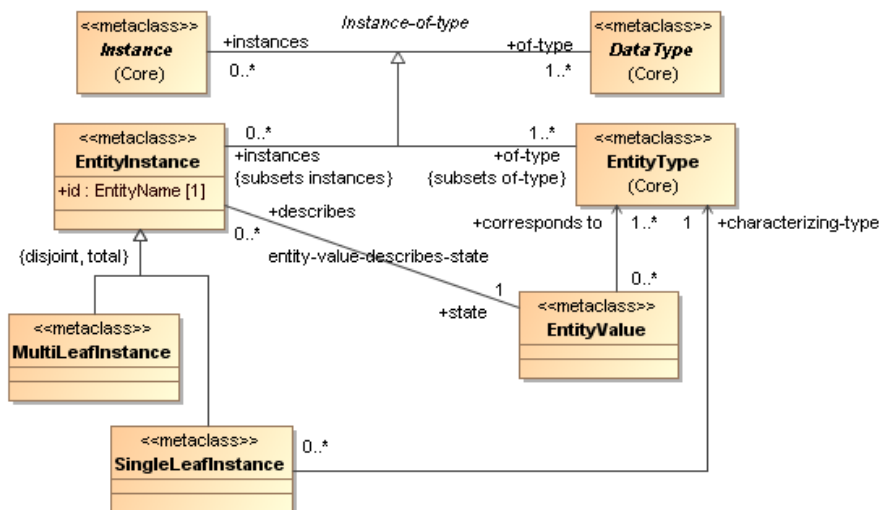 Instance-of-type
<<metaclass>>
Instance
(Core)
+instances
0..*
+of-type
1..*
<<metaclass>>
DataType
(Core)
<<metaclass>>
EntityInstance
+id : EntityName [1]
0..*
+instances
{subsets instances}
1..*
+of-type
{subsets of-type}
<<metaclass>>
EntityType
(Core)
+describes
0..*
entity-value-describes-state
1
+state
+corresponds to
1..*
1
+characterizing-type
0..*
{disjoint, total}
<<metaclass>>
EntityValue
<<metaclass>>
MultiLeafInstance
<<metaclass>>
SingleLeafInstance
0..*